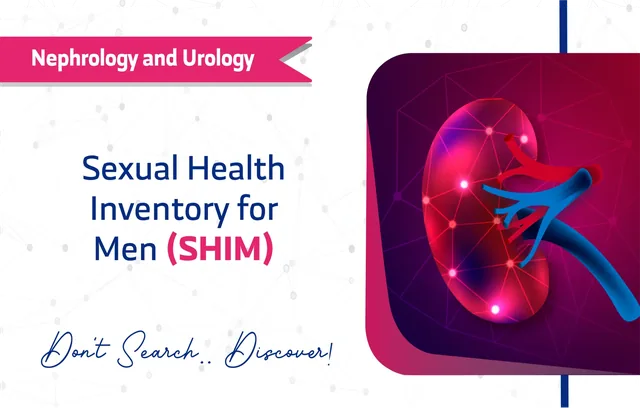 Nephrology and Urology
Sexual Health
Inventory for
Men (SHIM)
Don't Search.. Discover!